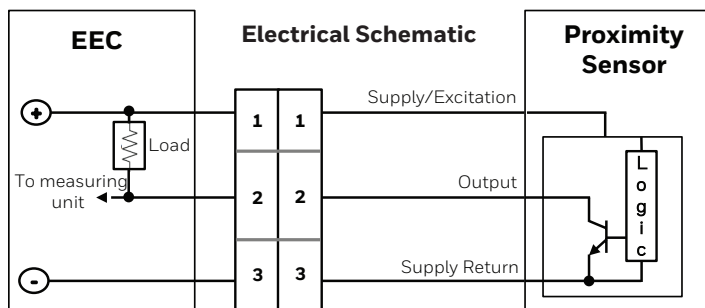 EEC
Electrical Schematic
Proximity
Sensor
+
Supply/Excitation
1 1
Load
Logic
To measuring
unit
2 2
Output
-
3 3
Supply Return